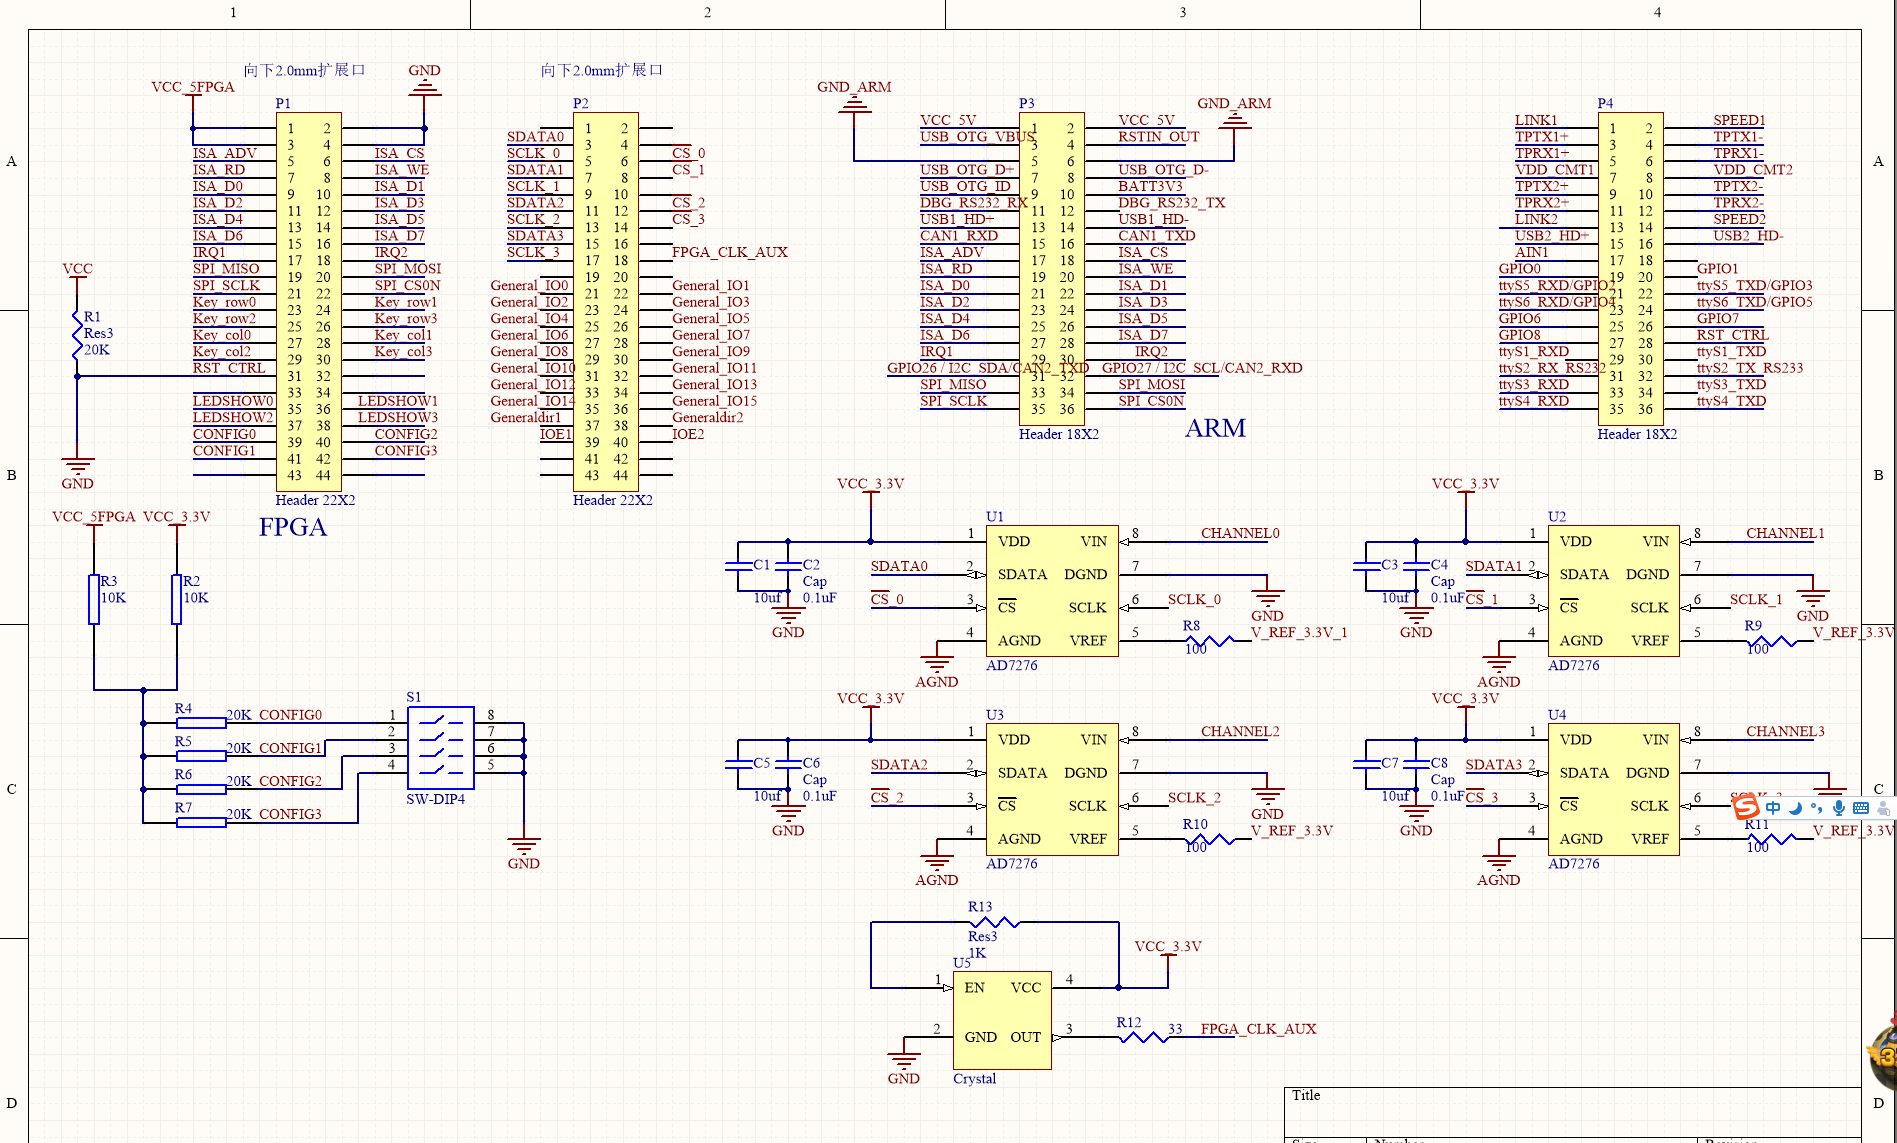 1 2 3 4
向下2.0mm扩展口 GND 向下2.0mm扩展口
VCC_5FPGA GND_ARM GND_ARM
P1 P2 P3 P4
A A
1 2
3 4
ISA_ADV 5 6 ISA_CS
ISA_RD 7 8 ISA_WE
ISA_D0 9 10 ISA_D1
ISA_D2 11 12 ISA_D3
ISA_D4 13 14 ISA_D5
ISA_D6 15 16 ISA_D7
IRQ1 17 18 IRQ2
SPI_MISO 19 20 SPI_MOSI
SPI_SCLK 21 22 SPI_CS0N
Key_row0 23 24 Key_row1
Key_row2 25 26 Key_row3
Key_col0 27 28 Key_col1
Key_col2 29 30 Key_col3
RST_CTRL 31 32
33 34
LEDSHOW0 35 36 LEDSHOW1
LEDSHOW2 37 38 LEDSHOW3
CONFIG0 39 40 CONFIG2
CONFIG1 41 42 CONFIG3
43 44
Header 22X2
FPGA
VCC
R1
Res3
20K
GND
1 2
SDATA0 3 4
SCLK_0 5 6 CS_0
SDATA1 7 8 CS_1
SCLK_1 9 10
SDATA2 11 12 CS_2
SCLK_2 13 14 CS_3
SDATA3 15 16
SCLK_3 17 18 FPGA_CLK_AUX
19 20
General_IO0 21 22 General_IO1
General_IO2 23 24 General_IO3
General_IO4 25 26 General_IO5
General_IO6 27 28 General_IO7
General_IO8 29 30 General_IO9
General_IO10 31 32 General_IO11
General_IO12 33 34 General_IO13
General_IO14 35 36 General_IO15
Generaldir1 37 38 Generaldir2
IOE1 39 40 IOE2
41 42
43 44
Header 22X2
VCC_5V 1 2 VCC_5V
USB_OTG_VBUS 3 4 RSTIN_OUT
5 6
USB_OTG_D+ 7 8 USB_OTG_D-
USB_OTG_ID 9 10 BATT3V3
DBG_RS232_RX 11 12 DBG_RS232_TX
USB1_HD+ 13 14 USB1_HD-
CAN1_RXD 15 16 CAN1_TXD
ISA_ADV 17 18 ISA_CS
ISA_RD 19 20 ISA_WE
ISA_D0 21 22 ISA_D1
ISA_D2 23 24 ISA_D3
ISA_D4 25 26 ISA_D5
ISA_D6 27 28 ISA_D7
IRQ1 29 30 IRQ2
GPIO26 / I2C_SDA/CAN2_TXD 31 32 GPIO27 / I2C_SCL/CAN2_RXD
SPI_MISO 33 34 SPI_MOSI
SPI_SCLK 35 36 SPI_CS0N
Header 18X2
ARM
LINK1 1 2 SPEED1
TPTX1+ 3 4 TPTX1-
TPRX1+ 5 6 TPRX1-
VDD_CMT1 7 8 VDD_CMT2
TPTX2+ 9 10 TPTX2-
TPRX2+ 11 12 TPRX2-
LINK2 13 14 SPEED2
USB2_HD+ 15 16 USB2_HD-
AIN1 17 18
GPIO0 19 20 GPIO1
ttyS5_RXD/GPIO2 21 22 ttyS5_TXD/GPIO3
ttyS6_RXD/GPIO4 23 24 ttyS6_TXD/GPIO5
GPIO6 25 26 GPIO7
GPIO8 27 28 RST_CTRL
ttyS1_RXD 29 30 ttyS1_TXD
ttyS2_RX_RS232 31 32 ttyS2_TX_RS233
ttyS3_RXD 33 34 ttyS3_TXD
ttyS4_RXD 35 36 ttyS4_TXD
Header 18X2
B B
VCC_5FPGA VCC_3.3V
R3 R2
10K 10K
R4 20K CONFIG0
R5 20K CONFIG1
R6 20K CONFIG2
R7 20K CONFIG3
S1
1 8
2 7
3 6
4 5
SW-DIP4
GND
VCC_3.3V
U1
1 VDD VIN 8 CHANNEL0
C1 C2
Cap
10uf 0.1uF
GND
SDATA0 2 SDATA DGND 7
CS_0 3 CS SCLK 6 SCLK_0
GND
4 AGND VREF 5 R8 V_REF_3.3V_1
100
AGND AD7276
VCC_3.3V
U2
1 VDD VIN 8 CHANNEL1
C3 C4
Cap
10uf 0.1uF
GND
SDATA1 2 SDATA DGND 7
CS_1 3 CS SCLK 6 SCLK_1
GND
4 AGND VREF 5 R9 V_REF_3.3V
100
AGND AD7276
C C
VCC_3.3V
U3
1 VDD VIN 8 CHANNEL2
C5 C6
Cap
10uf 0.1uF
GND
SDATA2 2 SDATA DGND 7
CS_2 3 CS SCLK 6 SCLK_2
GND
4 AGND VREF 5 R10 V_REF_3.3V
100
AGND AD7276
VCC_3.3V
U4
1 VDD VIN 8 CHANNEL3
C7 C8
Cap
10uf 0.1uF
GND
SDATA3 2 SDATA DGND 7
CS_3 3 CS SCLK 6
中
4 AGND VREF 5 R11 V_REF_3.3V
100
AGND AD7276
R13
Res3
1K
VCC_3.3V
U5
1 EN VCC 4
2 GND OUT 3 R12 33 FPGA_CLK_AUX
GND Crystal
D D
Title